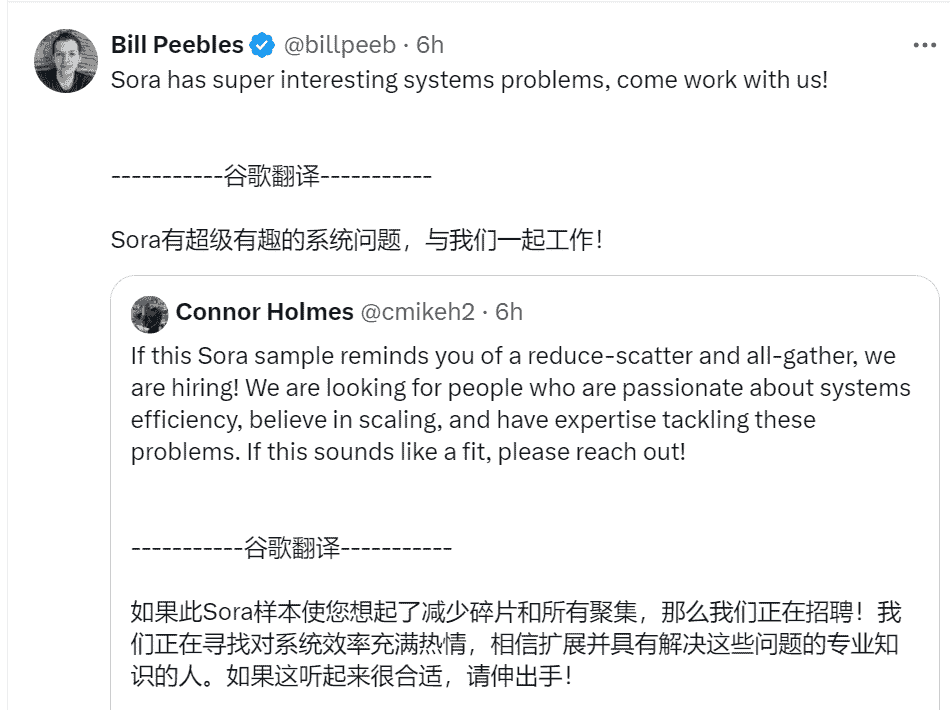 Bill Peebles @billpeeb · 6h
Sora has super interesting systems problems, come work with us!
-----------谷歌翻译-----------
Sora有超级有趣的系统问题，与我们一起工作！
Connor Holmes @cmikeh2 · 6h
If this Sora sample reminds you of a reduce-scatter and all-gather, we
are hiring! We are looking for people who are passionate about systems
efficiency, believe in scaling, and have expertise tackling these
problems. If this sounds like a fit, please reach out!
-----------谷歌翻译-----------
如果此Sora样本使您想起了减少碎片和所有聚集，那么我们正在招聘！我
们正在寻找对系统效率充满热情，相信扩展并具有解决这些问题的专业知
识的人。如果这听起来很合适，请伸出手！